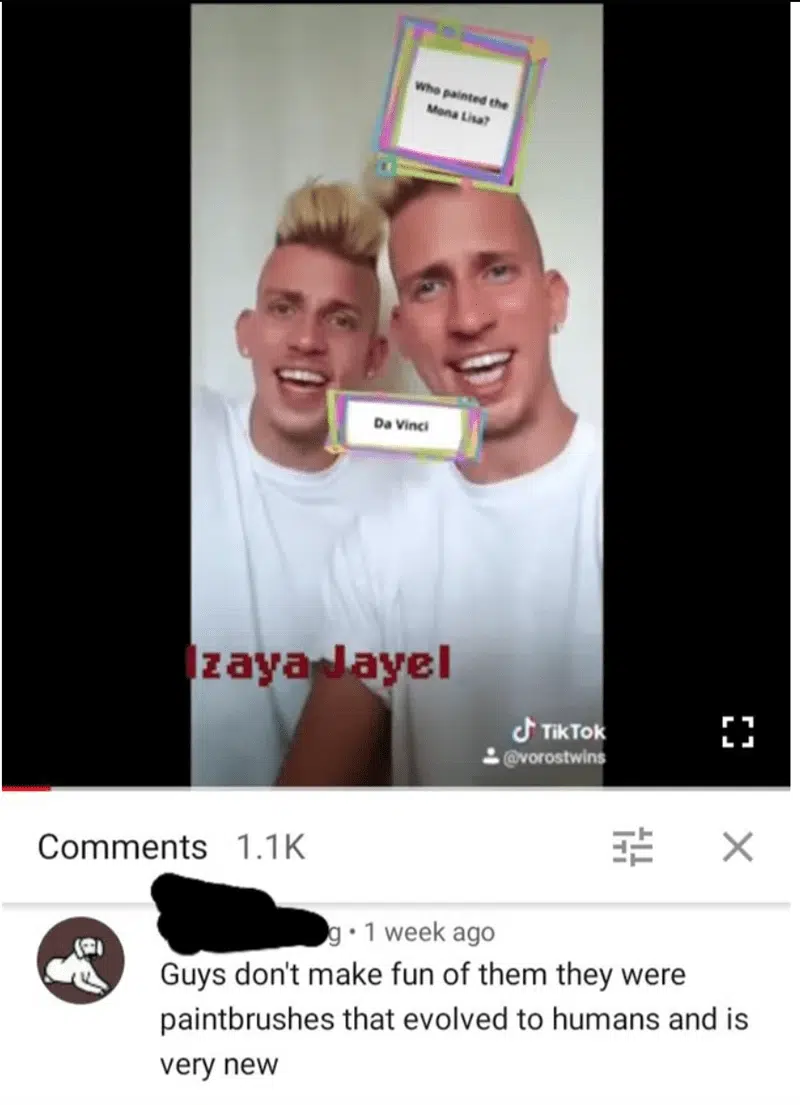 Who painted the
Mona Lisa?
Da Vinci
Izaya Jayel
TikTok
@vorostwins
Comments 1.1K
g • 1 week ago
Guys don't make fun of them they were
paintbrushes that evolved to humans and is
very new